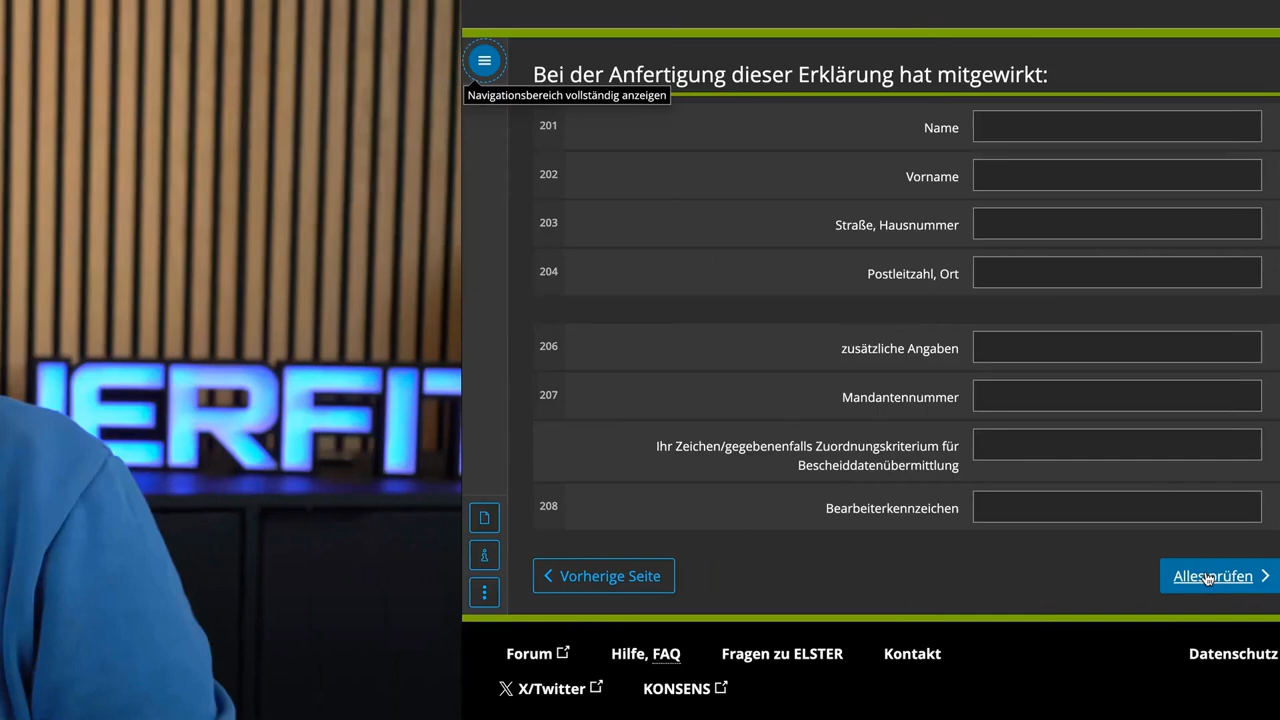 Bei der Anfertigung dieser Erklärung hat mitgewirkt:
Navigationsbereich vollständig anzeigen
201 Name
202 Vorname
203 Straße, Hausnummer
204 Postleitzahl, Ort
206 zusätzliche Angaben
207 Mandantennummer
Ihr Zeichen/gegebenenfalls Zuordnungskriterium für
Bescheiddatenübermittlung
208 Bearbeiterkennzeichen
Vorherige Seite
Alles prüfen
Forum
Hilfe, FAQ
Fragen zu ELSTER
Kontakt
Datenschutz
X/Twitter
KONSENS